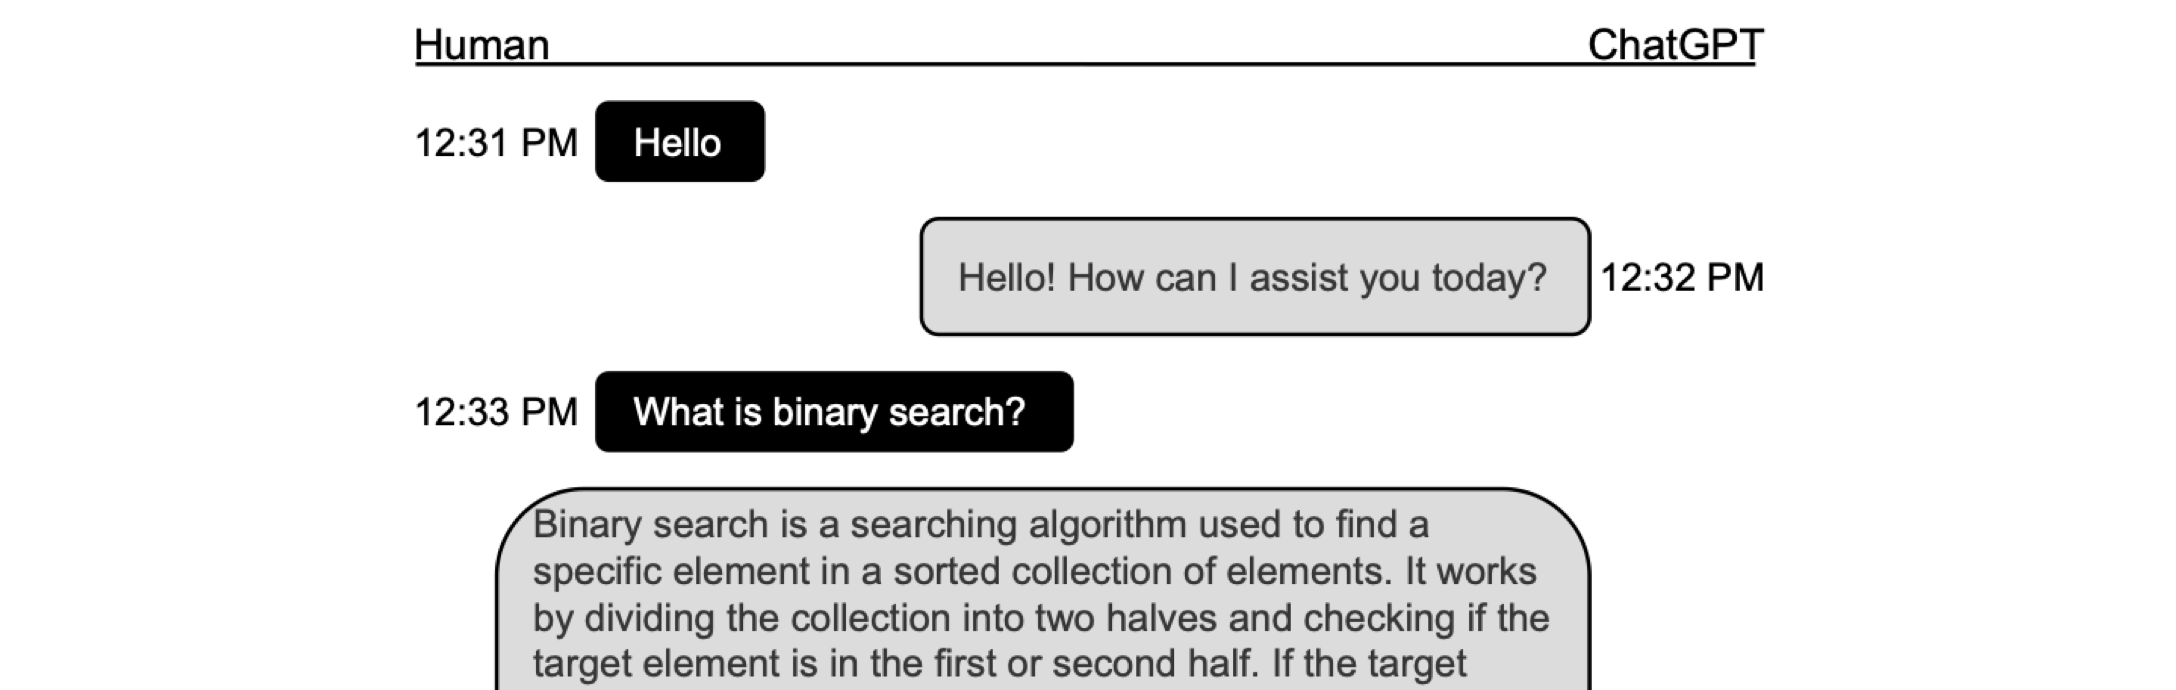 Human ChatGPT
12:31 PM Hello
Hello! How can I assist you today? 12:32 PM
12:33 PM What is binary search?
Binary search is a searching algorithm used to find a
specific element in a sorted collection of elements. It works
by dividing the collection into two halves and checking if the
target element is in the first or second half. If the target